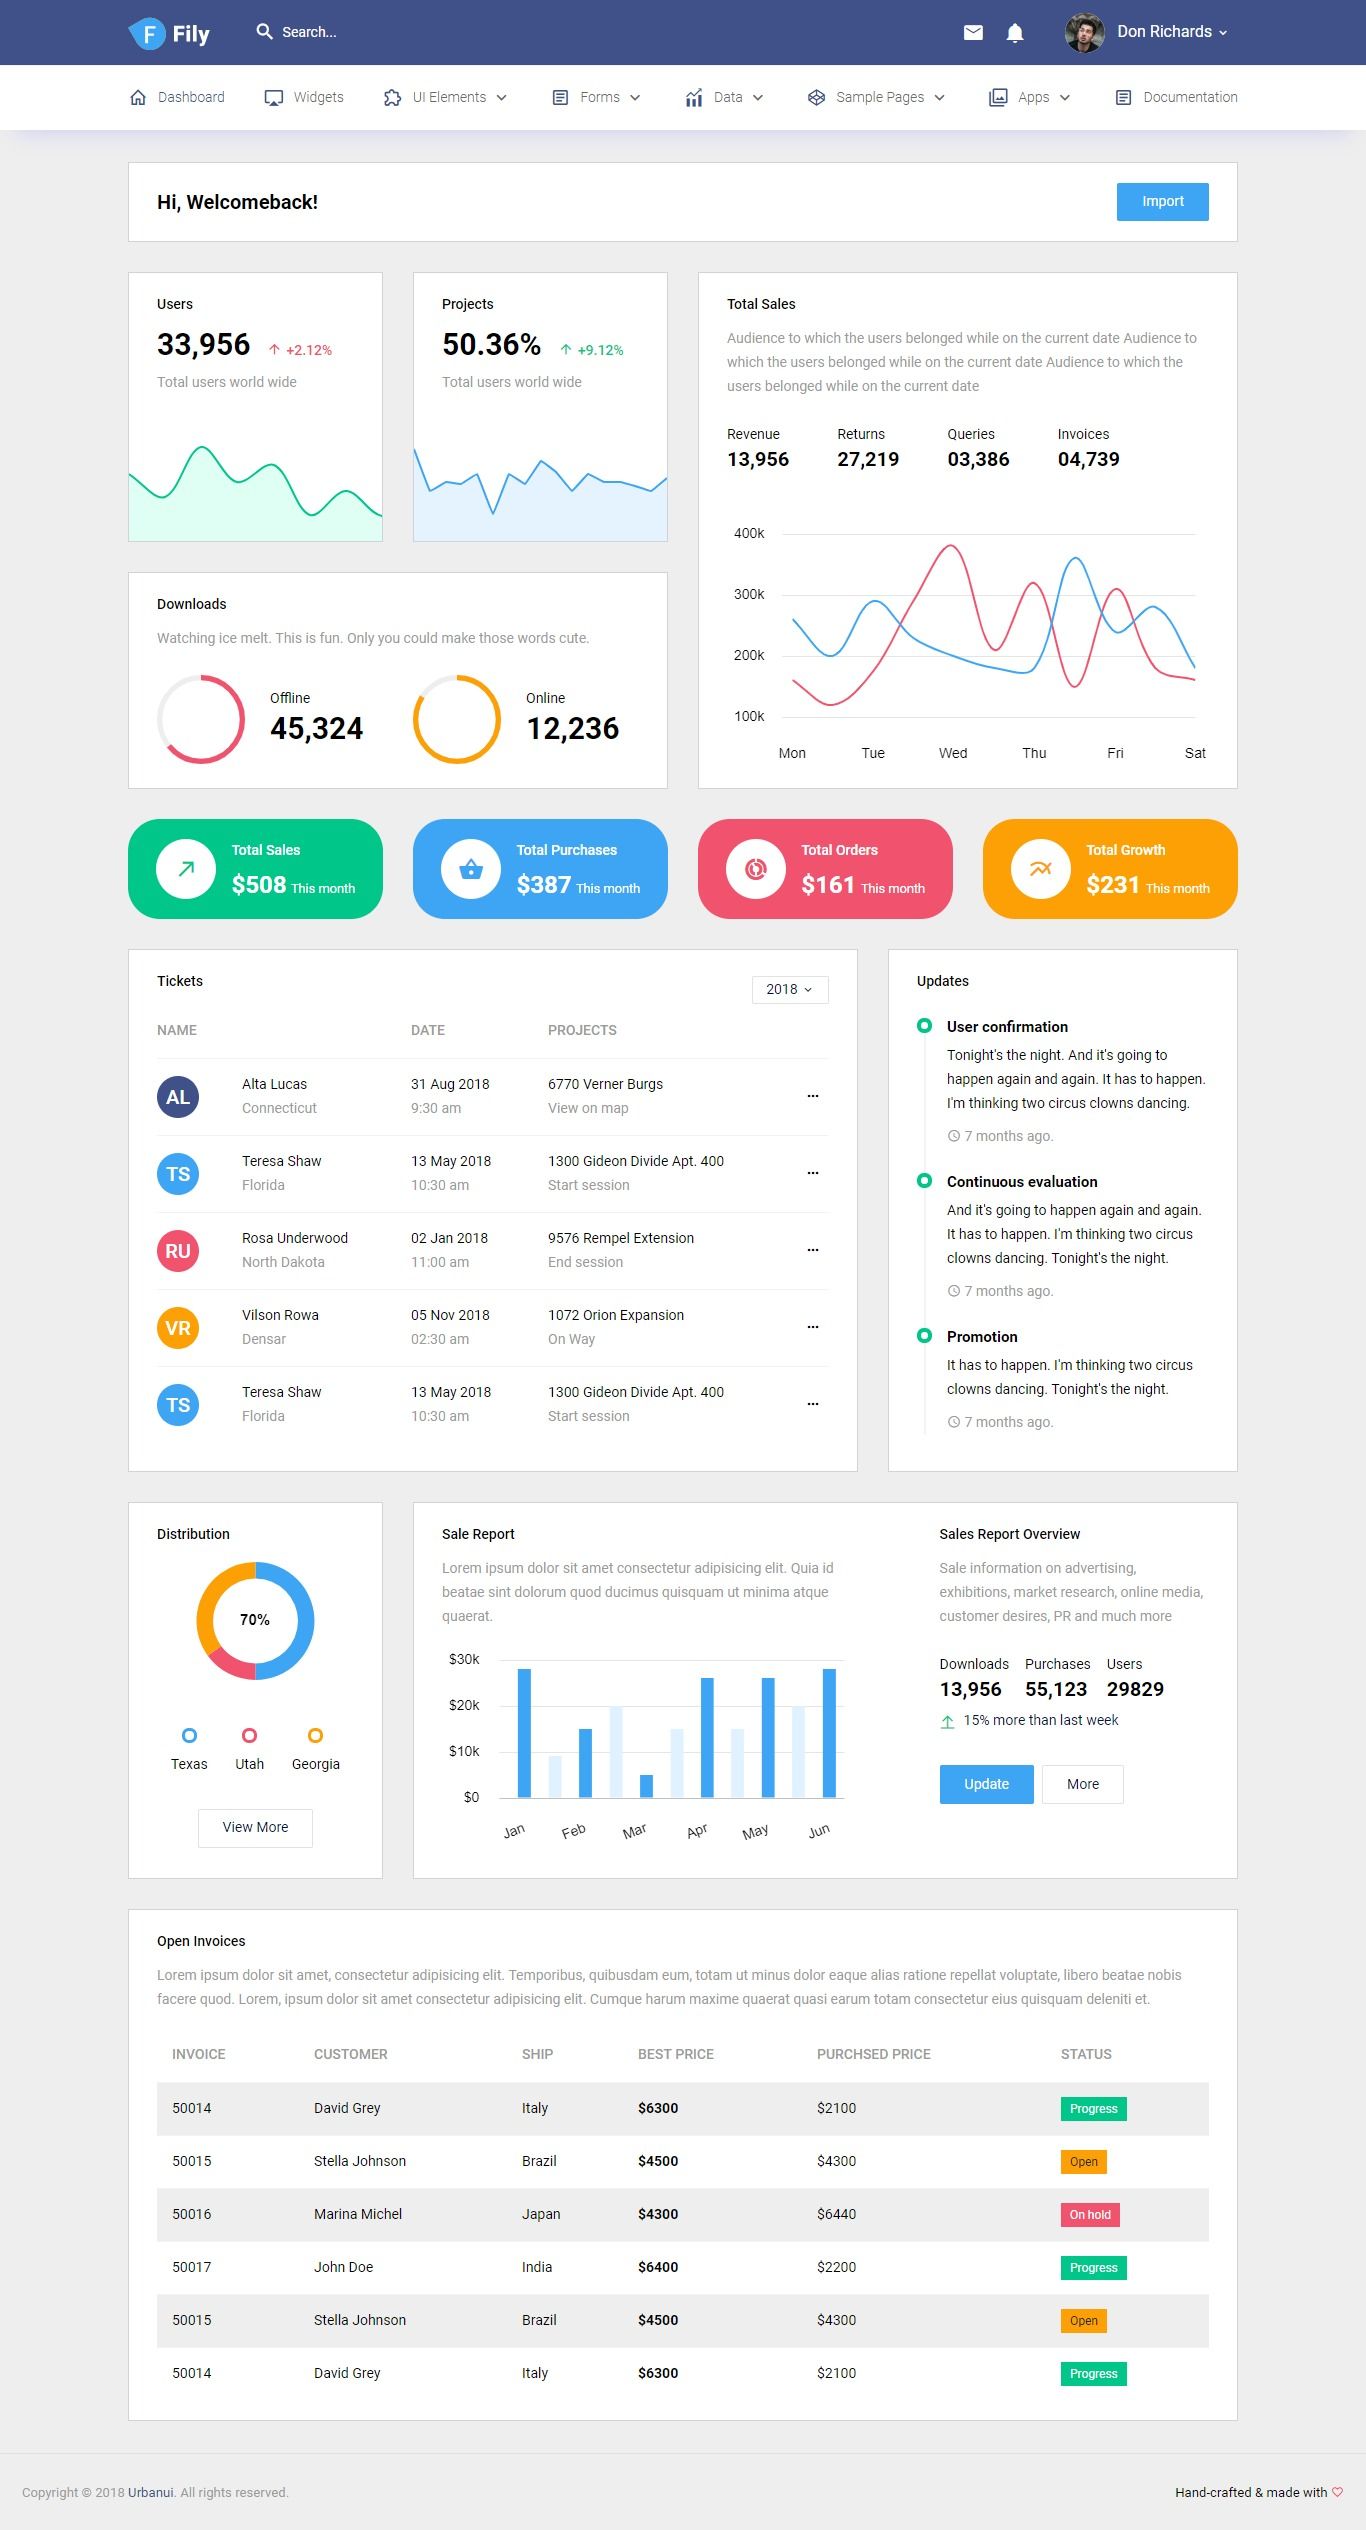 F Fily
Search...
Don Richards
Dashboard
Widgets
UI Elements
Forms
Data
Sample Pages
Apps
Documentation
Hi, Welcomeback!
Import
Users
33,956 +2.12%
Total users world wide
Projects
50.36% +9.12%
Total users world wide
Total Sales
Audience to which the users belonged while on the current date Audience to
which the users belonged while on the current date Audience to which the
users belonged while on the current date
Revenue Returns Queries Invoices
13,956 27,219 03,386 04,739
400k
300k
200k
100k
Mon Tue Wed Thu Fri Sat
Downloads
Watching ice melt. This is fun. Only you could make those words cute.
Offline
45,324
Online
12,236
Total Sales
$508 This month
Total Purchases
$387 This month
Total Orders
$161 This month
Total Growth
$231 This month
Tickets
2018
NAME DATE PROJECTS
AL
Alta Lucas 31 Aug 2018 6770 Verner Burgs
Connecticut 9:30 am View on map
TS
Teresa Shaw 13 May 2018 1300 Gideon Divide Apt. 400
Florida 10:30 am Start session
RU
Rosa Underwood 02 Jan 2018 9576 Rempel Extension
North Dakota 11:00 am End session
VR
Vilson Rowa 05 Nov 2018 1072 Orion Expansion
Densar 02:30 am On Way
TS
Teresa Shaw 13 May 2018 1300 Gideon Divide Apt. 400
Florida 10:30 am Start session
Updates
User confirmation
Tonight's the night. And it's going to
happen again and again. It has to happen.
I'm thinking two circus clowns dancing.
7 months ago.
Continuous evaluation
And it's going to happen again and again.
It has to happen. I'm thinking two circus
clowns dancing. Tonight's the night.
7 months ago.
Promotion
It has to happen. I'm thinking two circus
clowns dancing. Tonight's the night.
7 months ago.
Distribution
70%
Texas Utah Georgia
View More
Sale Report
Lorem ipsum dolor sit amet consectetur adipisicing elit. Quia id
beatae sint dolorum quod ducimus quisquam ut minima atque
quaerat.
$30k
$20k
$10k
$0
Jan Feb Mar Apr May Jun
Sales Report Overview
Sale information on advertising,
exhibitions, market research, online media,
customer desires, PR and much more
Downloads Purchases Users
13,956 55,123 29829
15% more than last week
Update
More
Open Invoices
Lorem ipsum dolor sit amet, consectetur adipisicing elit. Temporibus, quibusdam eum, totam ut minus dolor eaque alias ratione repellat voluptate, libero beatae nobis
facere quod. Lorem, ipsum dolor sit amet consectetur adipisicing elit. Cumque harum maxime quaerat quasi earum totam consectetur eius quisquam deleniti et.
INVOICE CUSTOMER SHIP BEST PRICE PURCHSED PRICE STATUS
50014 David Grey Italy $6300 $2100 Progress
50015 Stella Johnson Brazil $4500 $4300 Open
50016 Marina Michel Japan $4300 $6440 On hold
50017 John Doe India $6400 $2200 Progress
50015 Stella Johnson Brazil $4500 $4300 Open
50014 David Grey Italy $6300 $2100 Progress
Copyright © 2018 Urbanui. All rights reserved.
Hand-crafted & made with